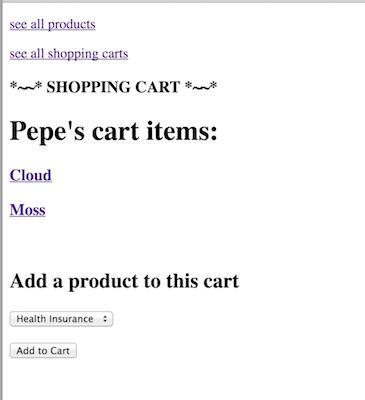 see all products
see all shopping carts
*~~* SHOPPING CART *~~*
Pepe's cart items:
Cloud
Moss
Add a product to this cart
Health Insurance
Add to Cart